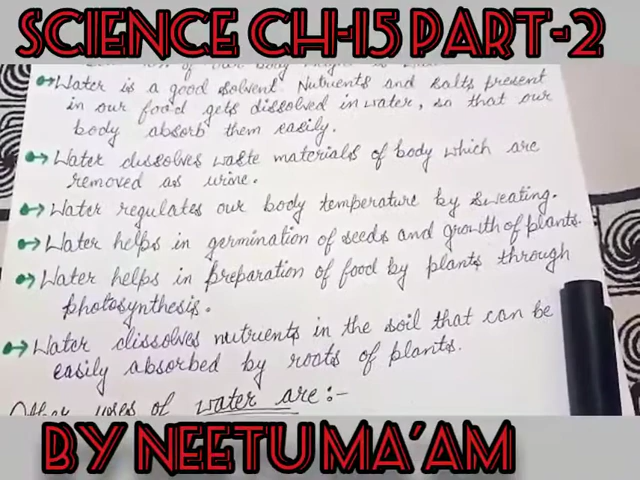 SCIENCE CH-15 PART-2
of our body
Water is a good solvent. Nutrients and salts present
in our food gets dissolved in water, so that our
body absorb them easily.
Water dissolves waste materials of body which are
removed as urine.
Water regulates our body temperature by sweating.
Water helps in germination of seeds and growth of plants.
Water helps in preparation of food by plants through
photosynthesis.
Water dissolves nutrients in the soil that can be
easily absorbed by roots of plants.
Other uses of water are:-
BY NEETU MA'AM